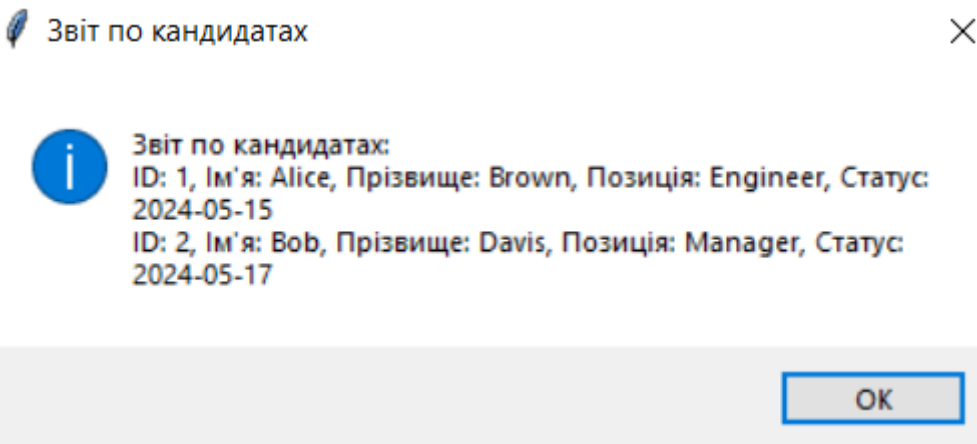 Звіт по кандидатах
Звіт по кандидатах:
ID: 1, Ім'я: Alice, Прізвище: Brown, Позиція: Engineer, Статус:
2024-05-15
ID: 2, Ім'я: Bob, Прізвище: Davis, Позиція: Manager, Статус:
2024-05-17
OK